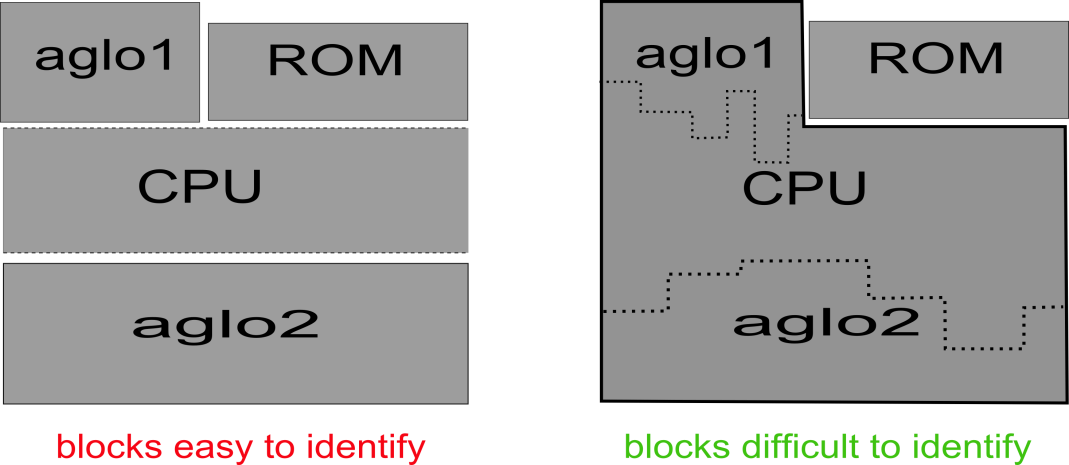 aglo1
ROM
CPU
aglo2
blocks easy to identify
aglo1
ROM
CPU
aglo2
blocks difficult to identify